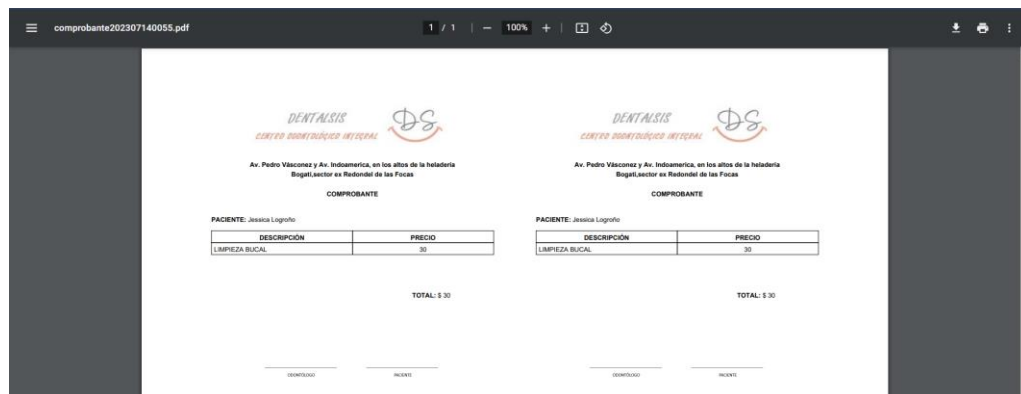 comprobante202307140055.pdf
1 / 1
100%
DENTALSIS
CENTRO ODONTOLÓGICO INTEGRAL
DS
Av. Pedro Vásconez y Av. Indoamerica, en los altos de la heladería
Bogati,sector ex Redondel de las Focas
COMPROBANTE
PACIENTE: Jessica Logroño
DESCRIPCIÓN PRECIO
LIMPIEZA BUCAL 30
TOTAL: $ 30
ODONTÓLOGO PACIENTE
DENTALSIS
CENTRO ODONTOLÓGICO INTEGRAL
DS
Av. Pedro Vásconez y Av. Indoamerica, en los altos de la heladería
Bogati,sector ex Redondel de las Focas
COMPROBANTE
PACIENTE: Jessica Logroño
DESCRIPCIÓN PRECIO
LIMPIEZA BUCAL 30
TOTAL: $ 30
ODONTÓLOGO PACIENTE